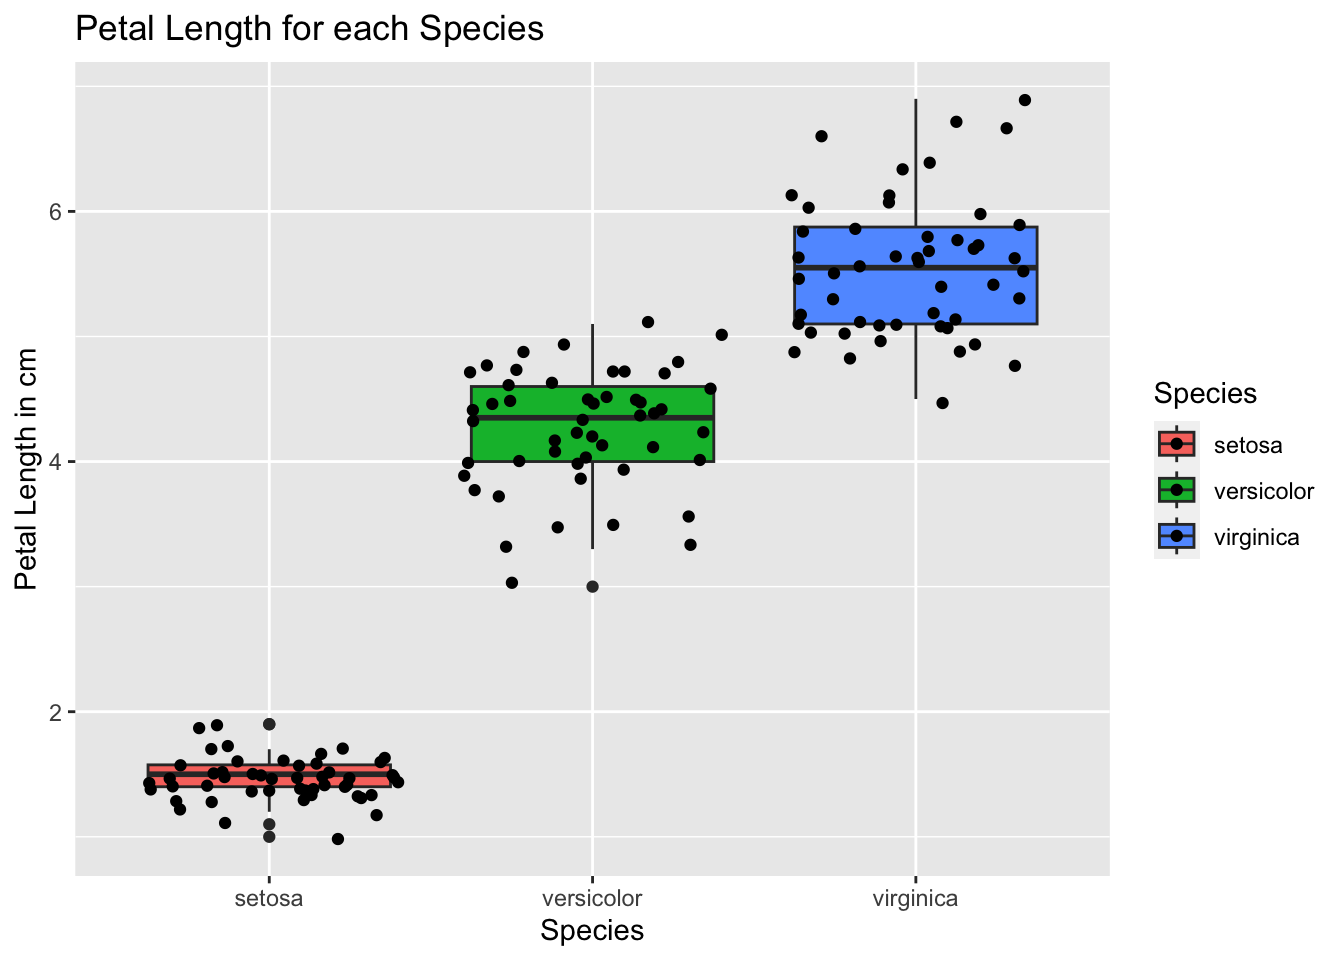 Petal Length for each Species
Petal Length in cm
6
4
2
setosa
versicolor
virginica
Species
Species
setosa
versicolor
virginica